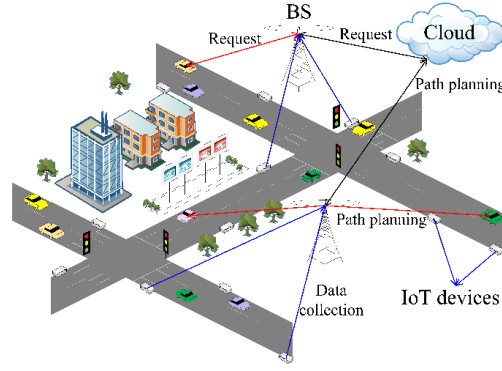 BS
Request
Request
Cloud
Path planning
Path planning
Data
collection
IoT devices